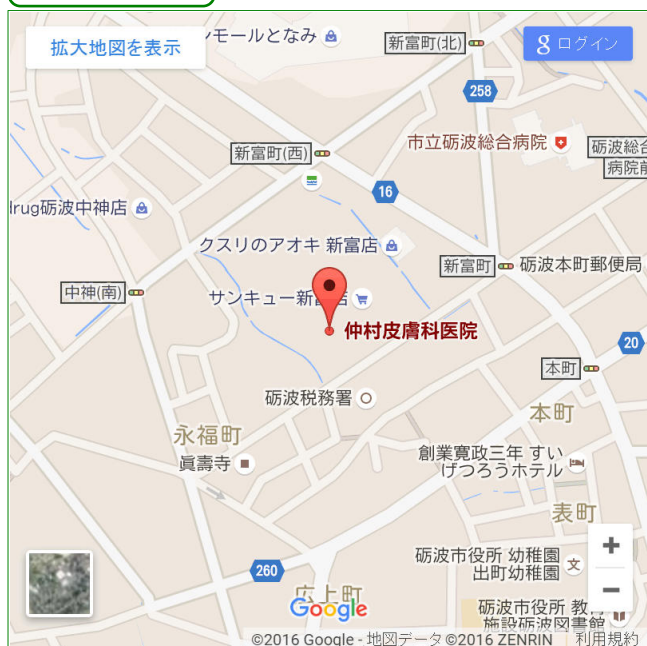 拡大地図を表示
ンモールとなみ
新富町(北)
g ログイン
258
市立砺波総合病院
砺波総合
病院前
新富町(西)
16
drug砺波中神店
クスリのアオキ 新富店
新富町
砺波本町郵便局
中神(南)
サンキュー新富店
仲村皮膚科医院
20
本町
砺波税務署
本町
永福町
眞壽寺
創業寛政三年 すい
げつろうホテル
表町
+
砺波市役所 幼稚園
出町幼稚園
文
260
−
広上町
Google
砺波市役所 教育
施設砺波図書館
©2016 Google - 地図データ©2016 ZENRIN
利用規約